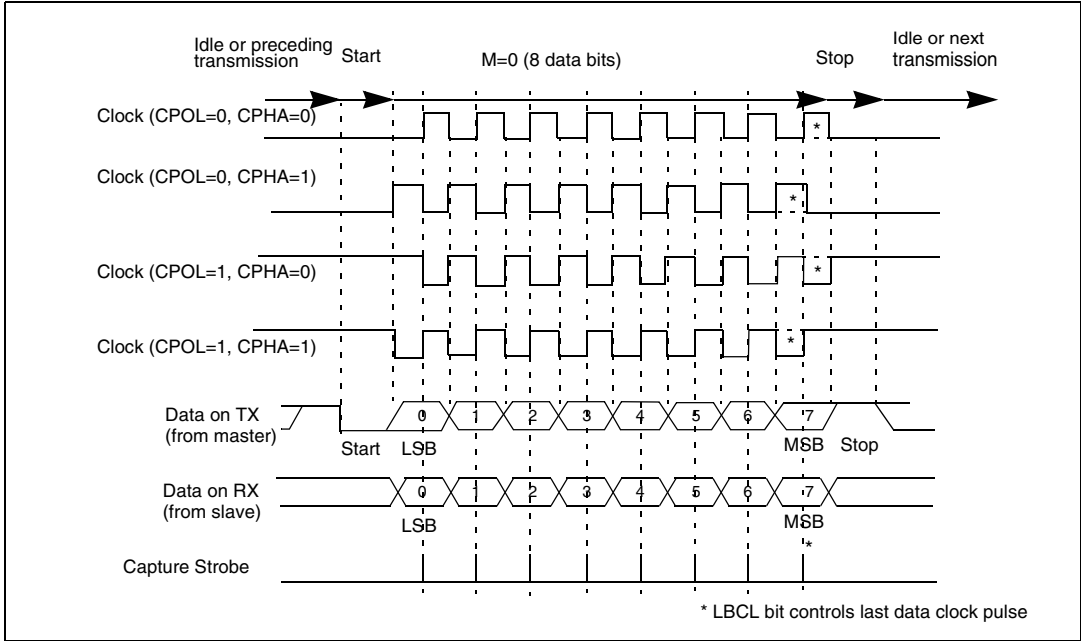 Idle or preceding
transmission
Start
M=0 (8 data bits)
Stop
Idle or next
transmission
Clock (CPOL=0, CPHA=0)
*
Clock (CPOL=0, CPHA=1)
*
Clock (CPOL=1, CPHA=0)
*
Clock (CPOL=1, CPHA=1)
*
Data on TX
(from master)
0 1 2 3 4 5 6 7
Start LSB MSB Stop
Data on RX
(from slave)
0 1 2 3 4 5 6 7
LSB MSB
*
Capture Strobe
* LBCL bit controls last data clock pulse